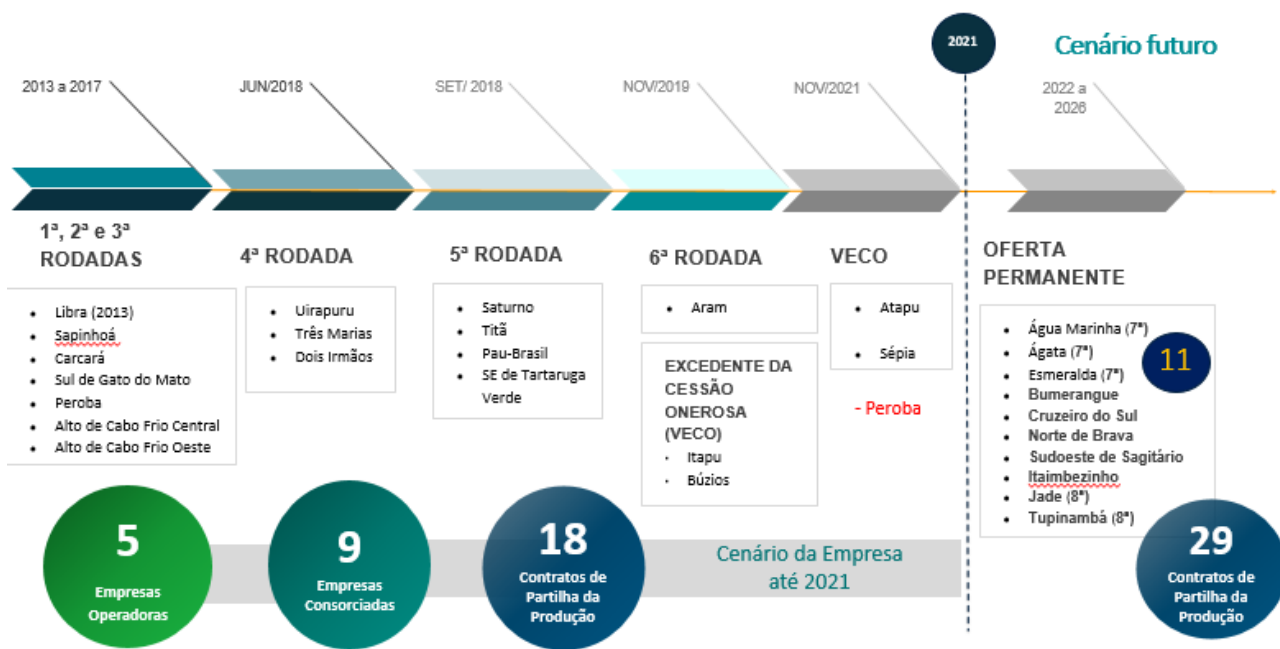 2021
Cenário futuro
2013 a 2017
JUN/2018
SET/ 2018
NOV/2019
NOV/2021
2022 a
2026
1ª, 2ª e 3ª
RODADAS
Libra (2013)
Sapinhoá
Carcará
Sul de Gato do Mato
Peroba
Alto de Cabo Frio Central
Alto de Cabo Frio Oeste
4ª RODADA
Uirapuru
Três Marias
Dois Irmãos
5ª RODADA
Saturno
Titã
Pau-Brasil
SE de Tartaruga
Verde
6ª RODADA
Aram
EXCEDENTE DA
CESSÃO
ONEROSA
(VECO)
Itapu
Búzios
VECO
Atapu
Sépia
- Peroba
OFERTA
PERMANENTE
Água Marinha (7ª)
Ágata (7ª)
Esmeralda (7ª)
Bumerangue
Cruzeiro do Sul
Norte de Brava
Sudoeste de Sagitário
Itaimbezinho
Jade (8ª)
Tupinambá (8ª)
11
5
Empresas
Operadoras
9
Empresas
Consorciadas
18
Contratos de
Partilha da
Produção
Cenário da Empresa
até 2021
29
Contratos de
Partilha da
Produção